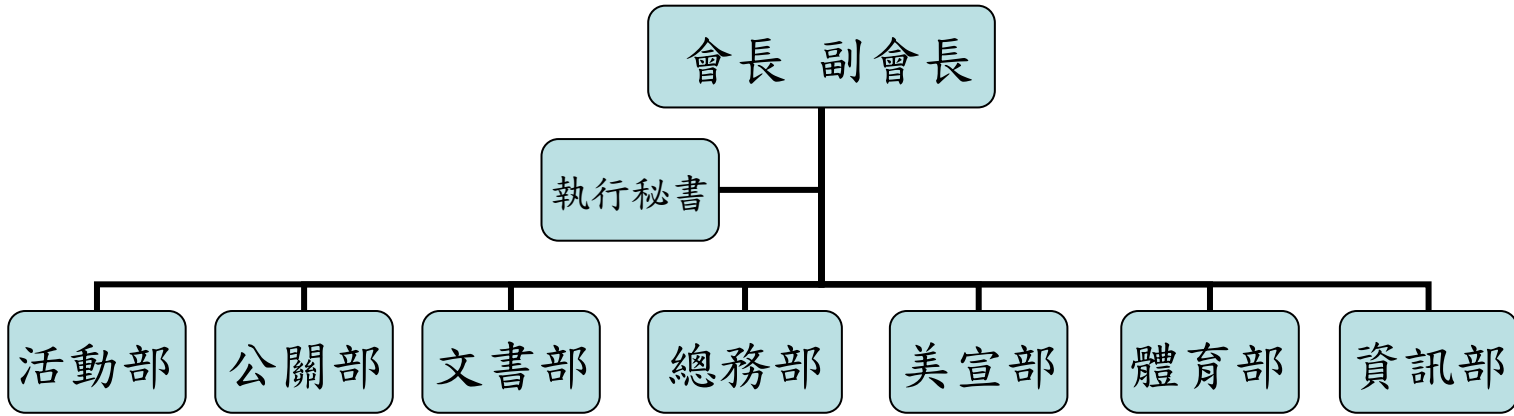 會長 副會長
執行秘書
活動部
公關部
文書部
總務部
美宣部
體育部
資訊部